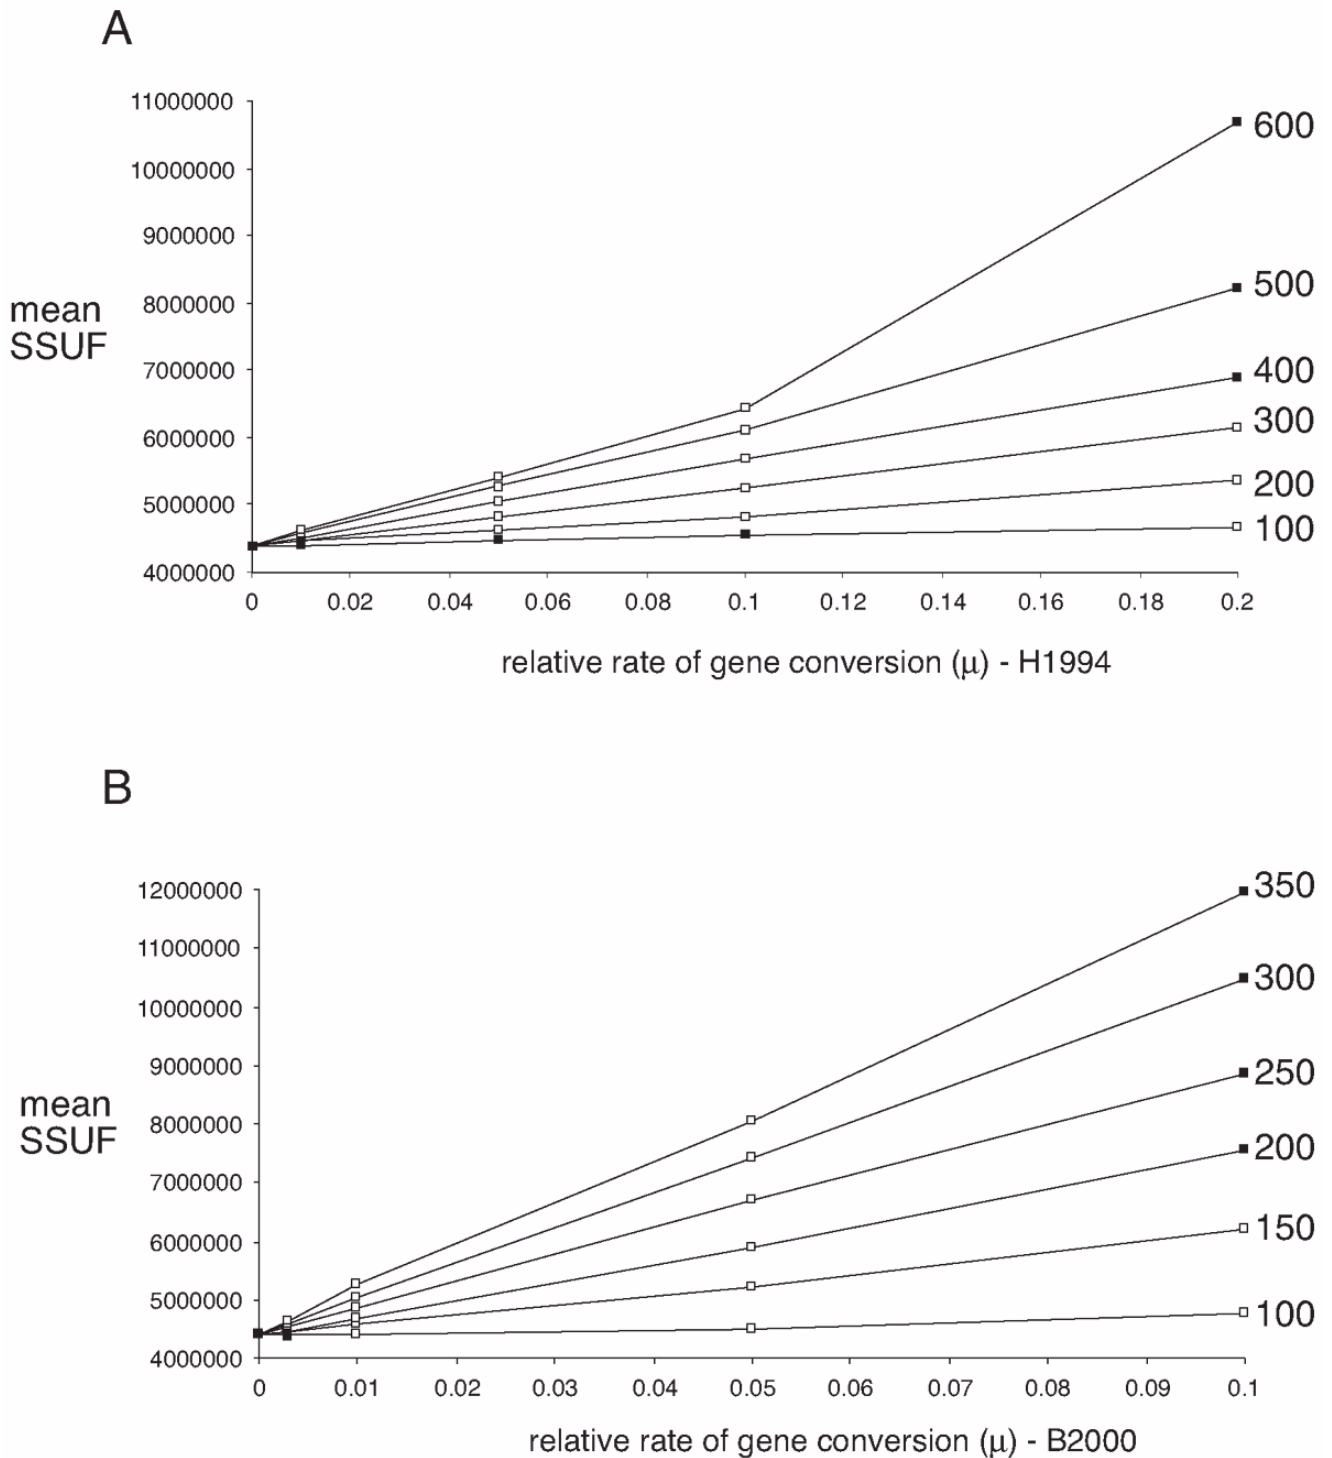 A
11000000
10000000
9000000
8000000
7000000
6000000
5000000
4000000
mean
SSUF
600
500
400
300
200
100
0 0.02 0.04 0.06 0.08 0.1 0.12 0.14 0.16 0.18 0.2
relative rate of gene conversion (μ) - H1994
B
12000000
11000000
10000000
9000000
8000000
7000000
6000000
5000000
4000000
mean
SSUF
350
300
250
200
150
100
0 0.01 0.02 0.03 0.04 0.05 0.06 0.07 0.08 0.09 0.1
relative rate of gene conversion (μ) - B2000